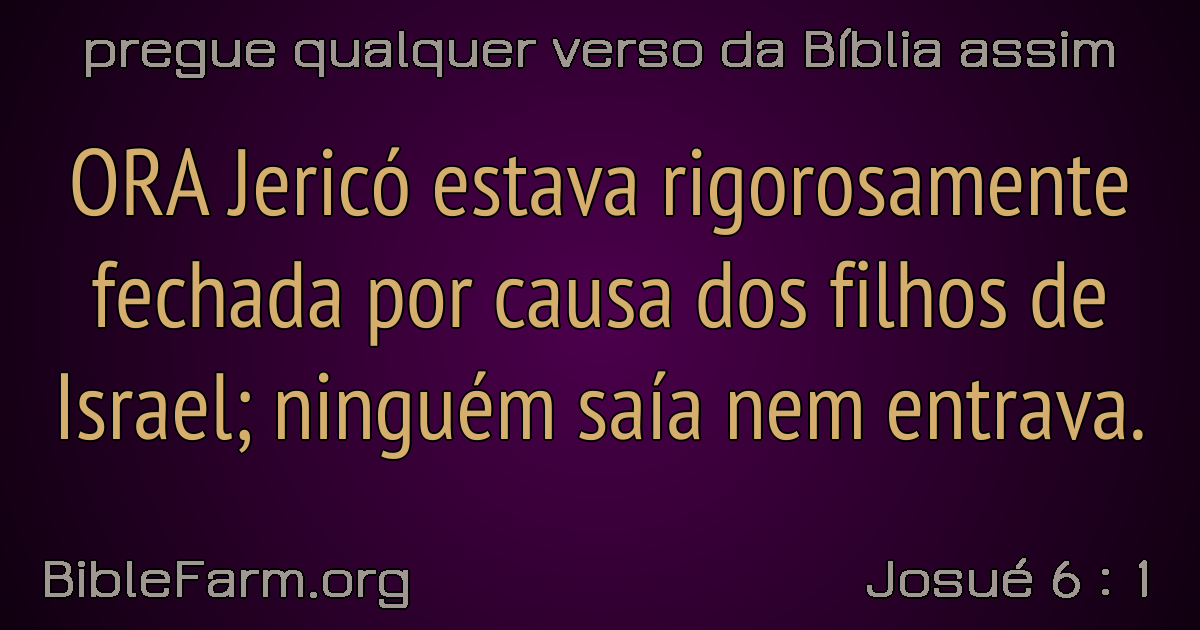 pregue qualquer verso da Bíblia assim
ORA Jericó estava rigorosamente
fechada por causa dos filhos de
Israel; ninguém saía nem entrava.
BibleFarm.org
Josué 6 : 1